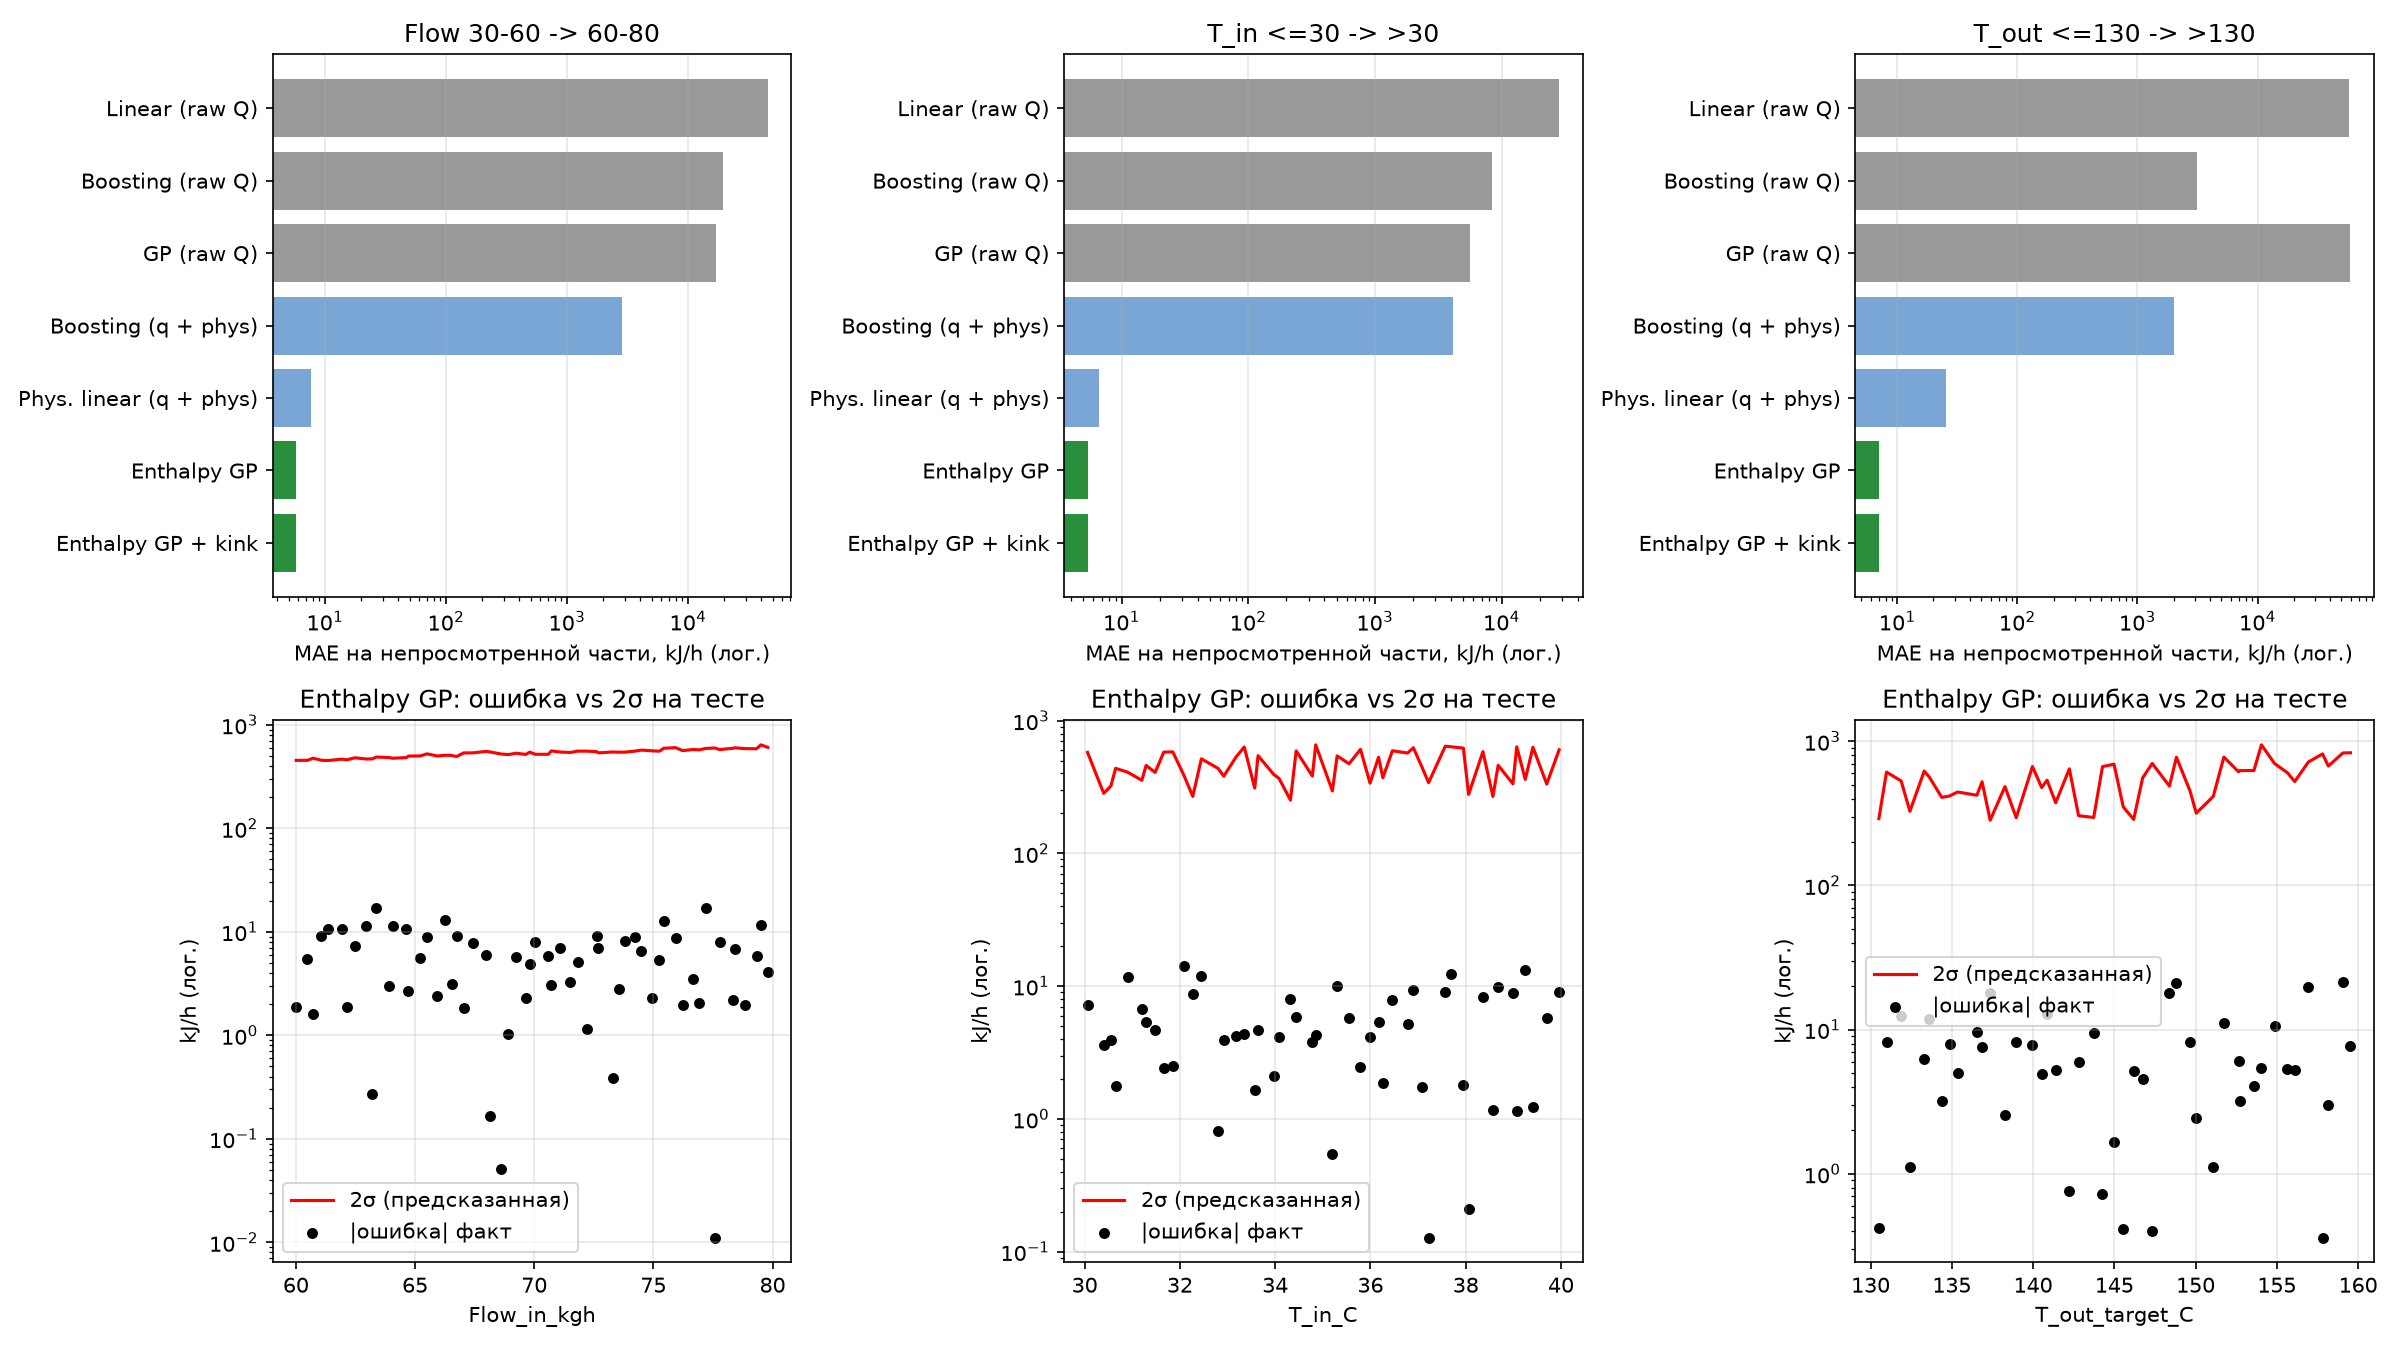 Flow 30-60 -> 60-80
Linear (raw Q)
Boosting (raw Q)
GP (raw Q)
Boosting (q + phys)
Phys. linear (q + phys)
Enthalpy GP
Enthalpy GP + kink
10¹ 10² 10³ 10⁴
MAE на непросмотренной части, kJ/h (лог.)
T_in <=30 -> >30
Linear (raw Q)
Boosting (raw Q)
GP (raw Q)
Boosting (q + phys)
Phys. linear (q + phys)
Enthalpy GP
Enthalpy GP + kink
10¹ 10² 10³ 10⁴
MAE на непросмотренной части, kJ/h (лог.)
T_out <=130 -> >130
Linear (raw Q)
Boosting (raw Q)
GP (raw Q)
Boosting (q + phys)
Phys. linear (q + phys)
Enthalpy GP
Enthalpy GP + kink
10¹ 10² 10³ 10⁴
MAE на непросмотренной части, kJ/h (лог.)
Enthalpy GP: ошибка vs 2σ на тесте
kJ/h (лог.)
10³
10²
10¹
10⁰
10⁻¹
10⁻²
2σ (предсказанная)
|ошибка| факт
60 65 70 75 80
Flow_in_kgh
Enthalpy GP: ошибка vs 2σ на тесте
kJ/h (лог.)
10³
10²
10¹
10⁰
10⁻¹
2σ (предсказанная)
|ошибка| факт
30 32 34 36 38 40
T_in_C
Enthalpy GP: ошибка vs 2σ на тесте
kJ/h (лог.)
10³
10²
10¹
10⁰
2σ (предсказанная)
|ошибка| факт
130 135 140 145 150 155 160
T_out_target_C